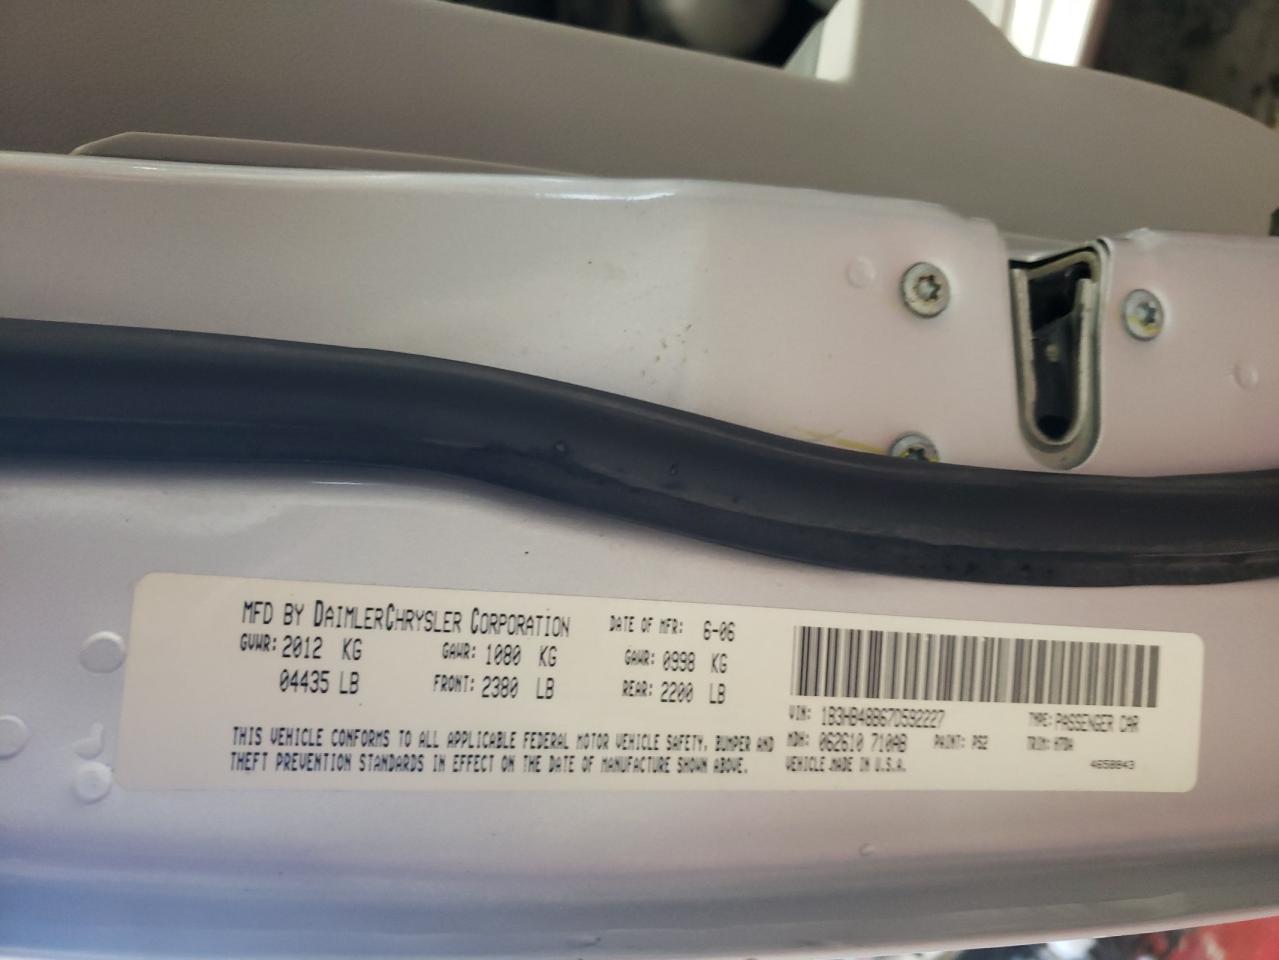 MFD BY DAIMLERCHRYSLER CORPORATION DATE OF MFR: 6-06
GVWR: 2012 KG GAWR: 1080 KG GAWR: 0998 KG
04435 LB FRONT: 2380 LB REAR: 2200 LB
THIS VEHICLE CONFORMS TO ALL APPLICABLE FEDERAL MOTOR VEHICLE SAFETY, BUMPER AND
THEFT PREVENTION STANDARDS IN EFFECT ON THE DATE OF MANUFACTURE SHOWN ABOVE.
VIN: 1B3HB48B67D592227 TYPE: PASSENGER CAR
MDH: 062610 710AB PAINT: PS2 TRIM: H7DA
VEHICLE MADE IN U.S.A. 4658843